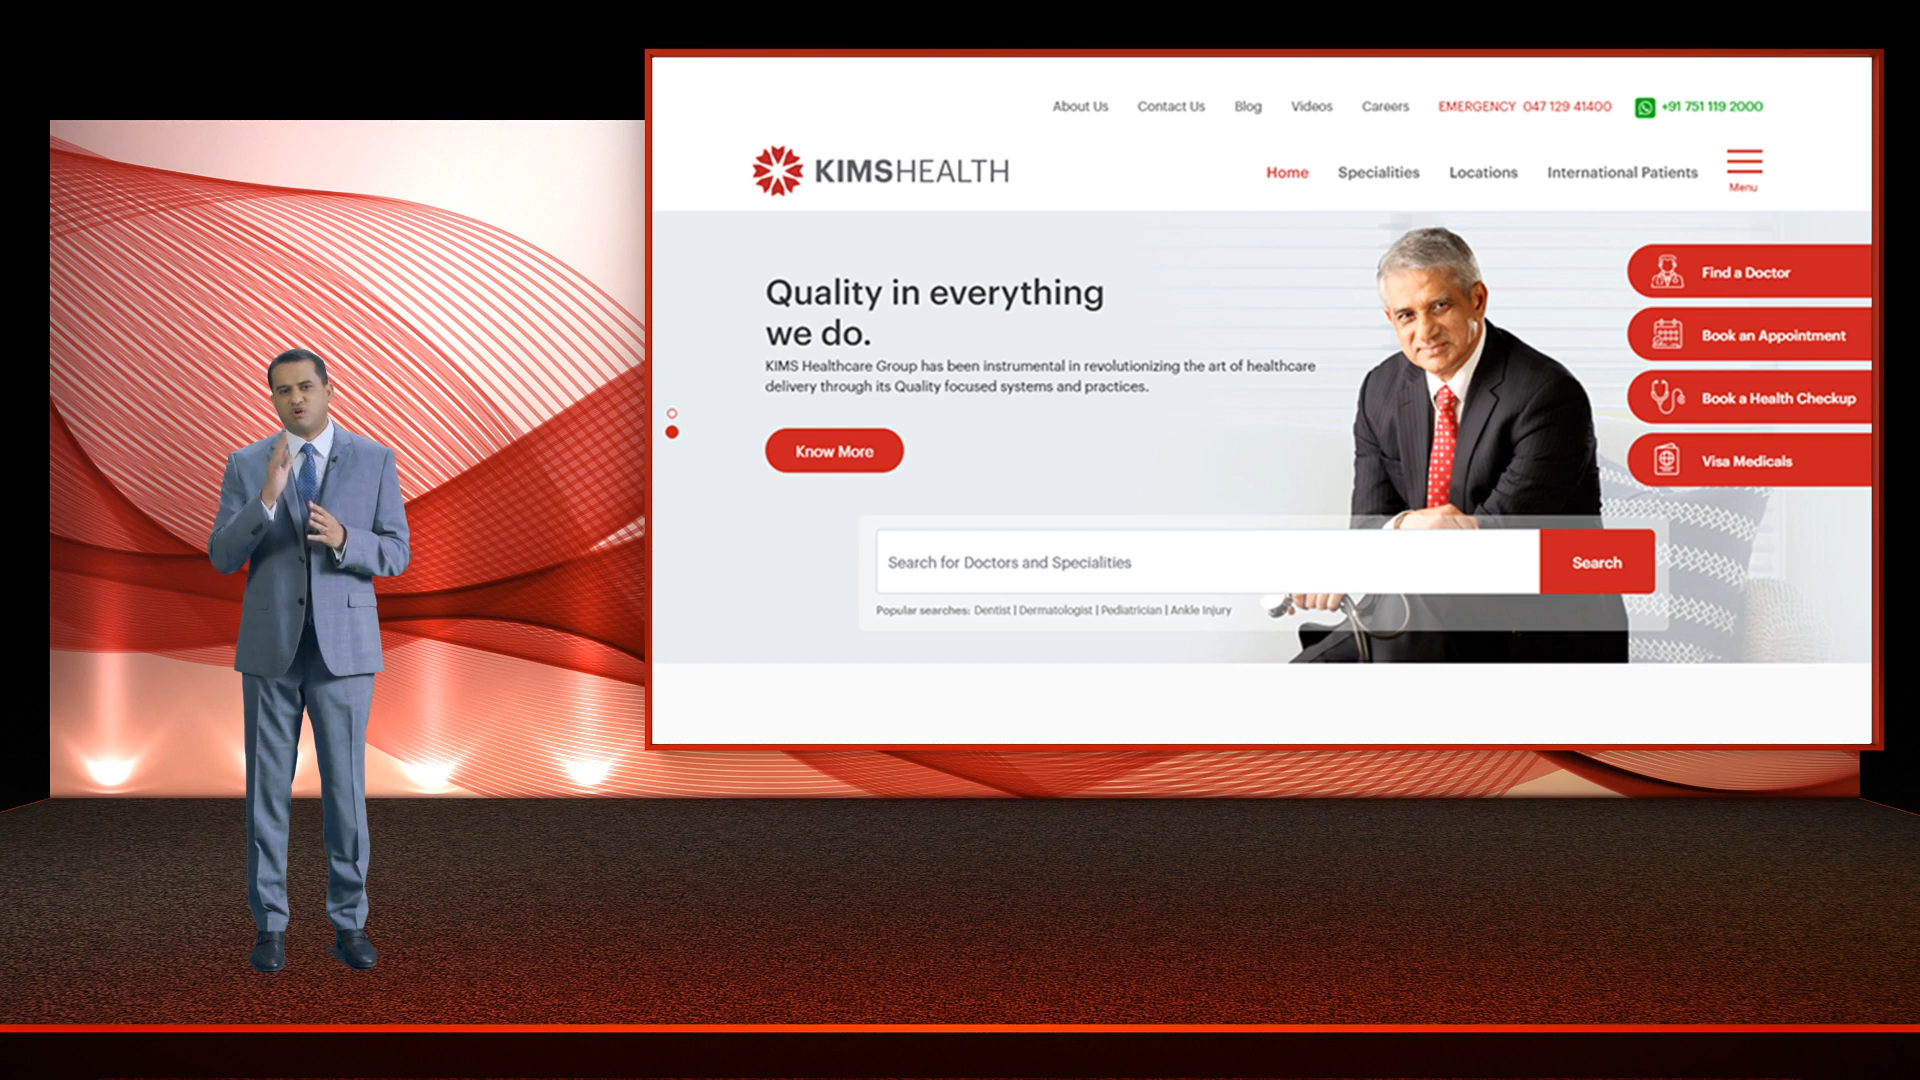 About Us Contact Us Blog Videos Careers EMERGENCY 047 129 41400 +91 751 119 2000
KIMSHEALTH
Home Specialities Locations International Patients
Menu
Quality in everything
we do.
KIMS Healthcare Group has been instrumental in revolutionizing the art of healthcare
delivery through its Quality focused systems and practices.
Know More
Find a Doctor
Book an Appointment
Book a Health Checkup
Visa Medicals
Search for Doctors and Specialities
Search
Popular searches: Dentist | Dermatologist | Pediatrician | Ankle Injury